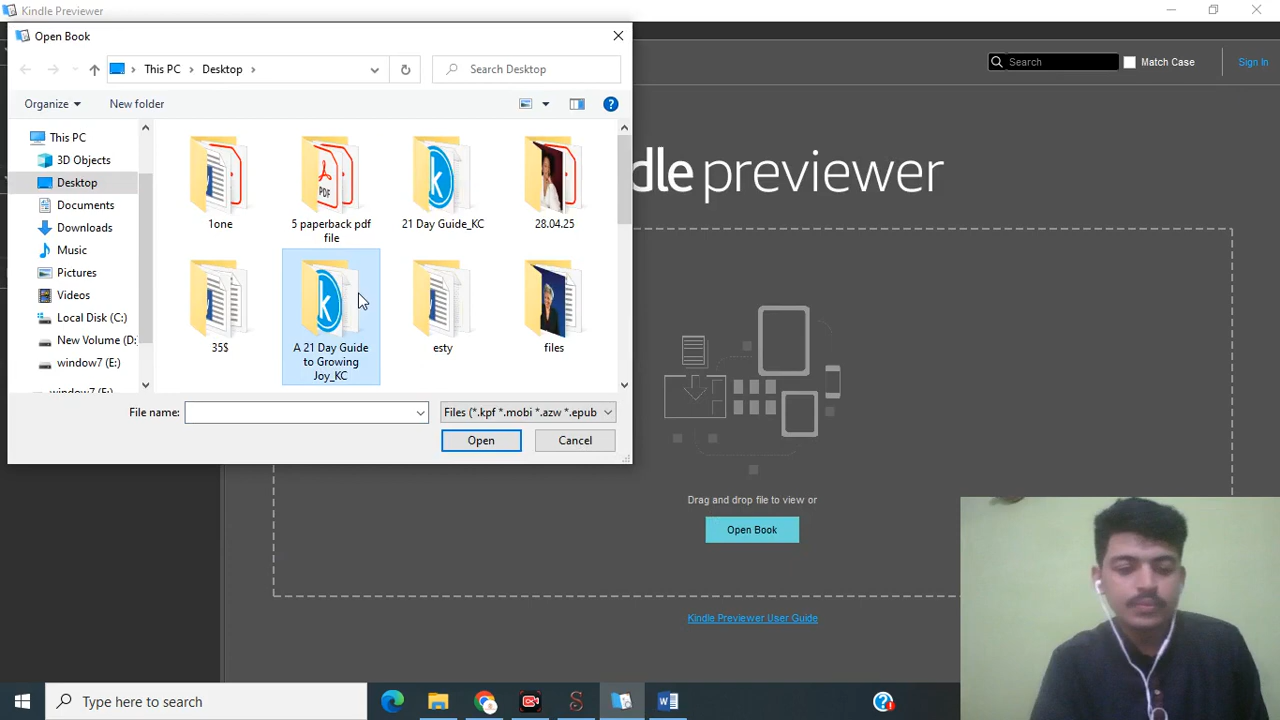 Kindle Previewer
Open Book
This PC
Desktop
Search Desktop
Search
Match Case
Sign In
Organize
New folder
This PC
3D Objects
Desktop
Documents
Downloads
Music
Pictures
Videos
Local Disk (C:)
New Volume (D:
window7 (E:)
window7 (E:)
PDF
k
1one
5 paperback pdf
file
21 Day Guide_KC
28.04.25
k
35$
A 21 Day Guide
to Growing
Joy_KC
esty
files
File name:
Files (*.kpf *.mobi *.azw *.epub
Open
Cancel
dle previewer
Drag and drop file to view or
Open Book
Kindle Previewer User Guide
Type here to search